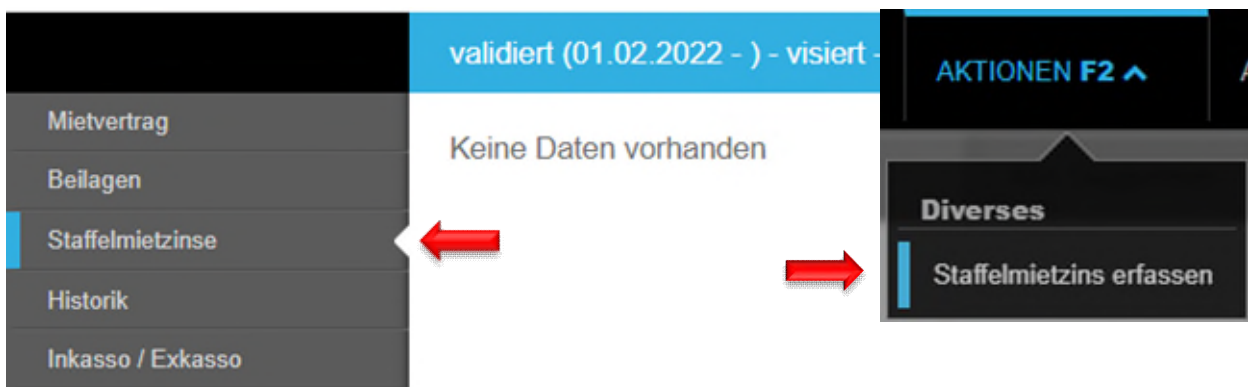 validiert (01.02.2022 - ) - visiert -
Mietvertrag
Beilagen
Staffelmietzinse
Historik
Inkasso / Exkasso
Keine Daten vorhanden
AKTIONEN F2
Diverses
Staffelmietzins erfassen